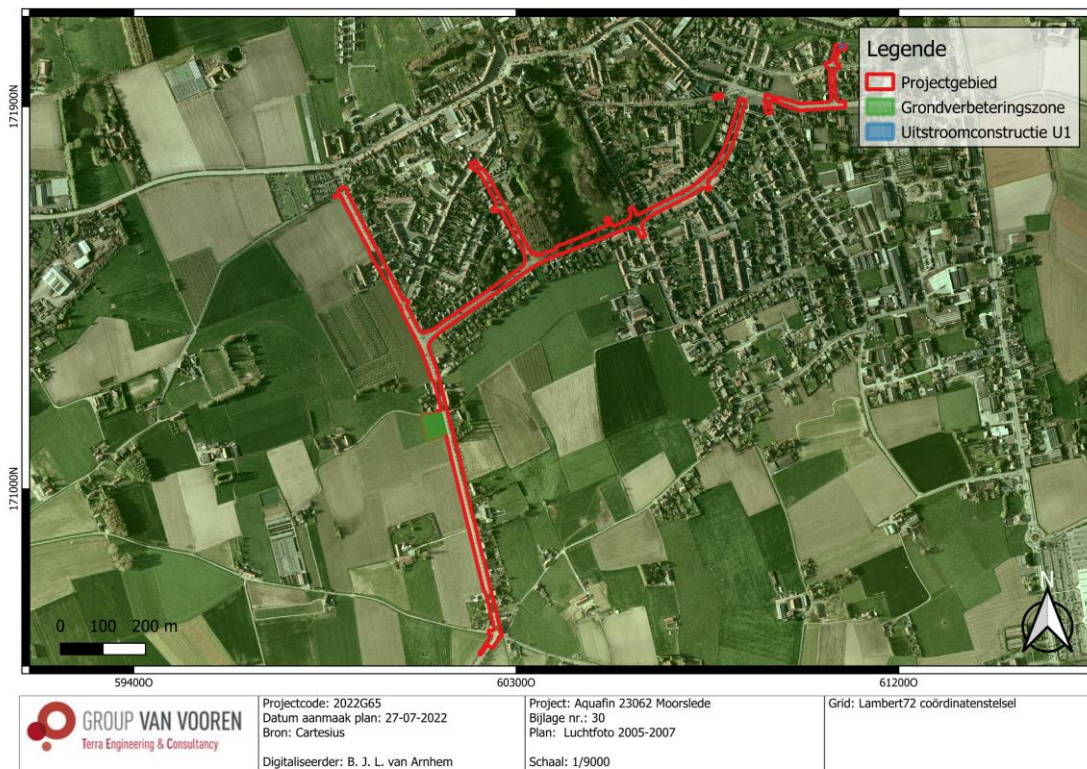 Legende
Projectgebied
Grondverbeteringszone
Uitstroomconstructie U1
171900N
171000N
N
0 100 200 m
594000
603000
612000
GROUP VAN VOOREN
Terra Engineering & Consultancy
Projectcode: 2022G65
Datum aanmaak plan: 27-07-2022
Bron: Cartesius
Digitaliseerder: B. J. L. van Arnhem
Project: Aquafin 23062 Moorslede
Bijlage nr.: 30
Plan: Luchtfoto 2005-2007
Schaal: 1/9000
Grid: Lambert72 coördinatenstelsel